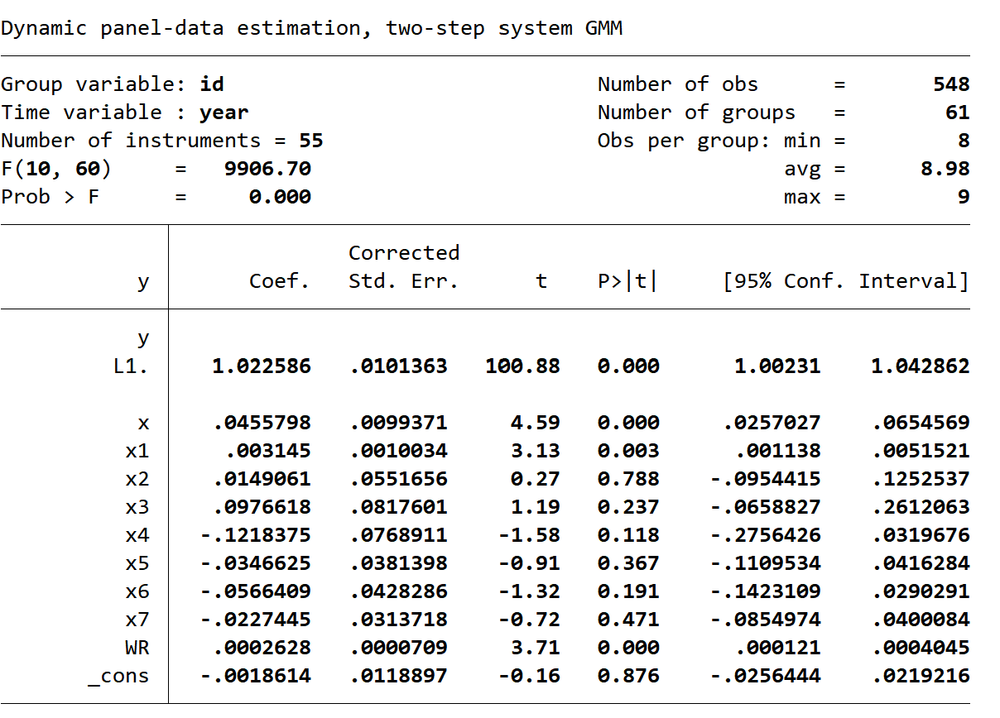 Dynamic panel-data estimation, two-step system GMM
Group variable: id Number of obs = 548
Time variable : year Number of groups = 61
Number of instruments = 55 Obs per group: min = 8
F(10, 60) = 9906.70 avg = 8.98
Prob > F = 0.000 max = 9
Corrected
y Coef. Std. Err. t P>|t| [95% Conf. Interval]
y
L1. 1.022586 .0101363 100.88 0.000 1.00231 1.042862
x .0455798 .0099371 4.59 0.000 .0257027 .0654569
x1 .003145 .0010034 3.13 0.003 .001138 .0051521
x2 .0149061 .0551656 0.27 0.788 -.0954415 .1252537
x3 .0976618 .0817601 1.19 0.237 -.0658827 .2612063
x4 -.1218375 .0768911 -1.58 0.118 -.2756426 .0319676
x5 -.0346625 .0381398 -0.91 0.367 -.1109534 .0416284
x6 -.0566409 .0428286 -1.32 0.191 -.1423109 .0290291
x7 -.0227445 .0313718 -0.72 0.471 -.0854974 .0400084
WR .0002628 .0000709 3.71 0.000 .000121 .0004045
_cons -.0018614 .0118897 -0.16 0.876 -.0256444 .0219216